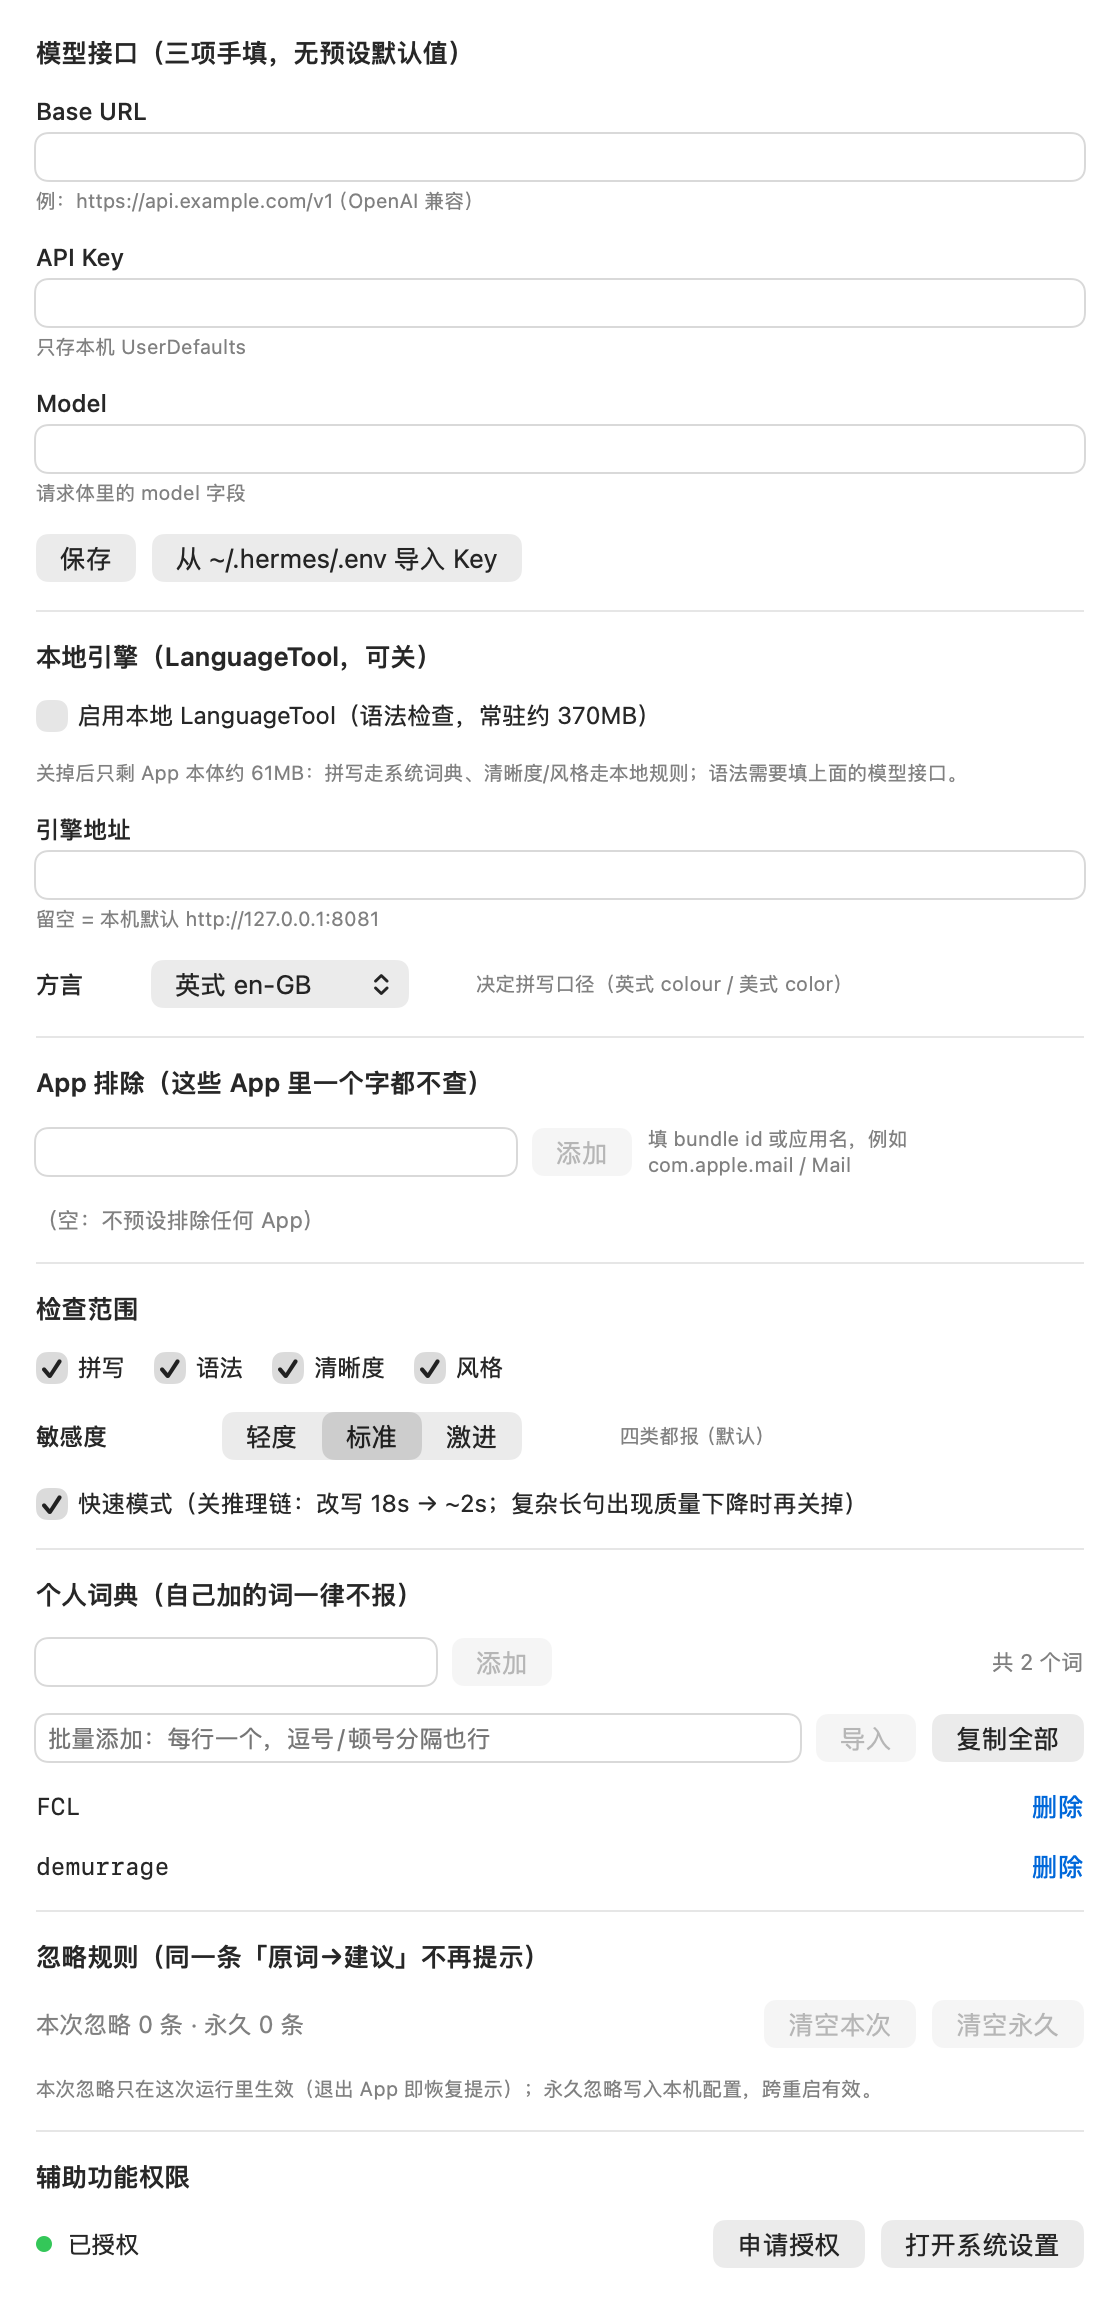 模型接口（三项手填，无预设默认值）
Base URL
例：https://api.example.com/v1 (OpenAI 兼容)
API Key
只存本机 UserDefaults
Model
请求体里的 model 字段
保存
从 ~/.hermes/.env 导入 Key
本地引擎（LanguageTool，可关）
启用本地 LanguageTool（语法检查，常驻约 370MB）
关掉后只剩 App 本体约 61MB：拼写走系统词典、清晰度/风格走本地规则；语法需要填上面的模型接口。
引擎地址
留空 = 本机默认 http://127.0.0.1:8081
方言
英式 en-GB
决定拼写口径（英式 colour / 美式 color）
App 排除（这些 App 里一个字都不查）
添加
填 bundle id 或应用名，例如
com.apple.mail / Mail
（空：不预设排除任何 App）
检查范围
拼写
语法
清晰度
风格
敏感度
轻度
标准
激进
四类都报 (默认)
快速模式（关推理链：改写 18s → ~2s；复杂长句出现质量下降时再关掉）
个人词典（自己加的词一律不报）
添加
共 2 个词
批量添加：每行一个，逗号/顿号分隔也行
导入
复制全部
FCL
删除
demurrage
删除
忽略规则（同一条「原词→建议」不再提示）
本次忽略 0 条 · 永久 0 条
清空本次
清空永久
本次忽略只在这次运行里生效（退出 App 即恢复提示）；永久忽略写入本机配置，跨重启有效。
辅助功能权限
已授权
申请授权
打开系统设置